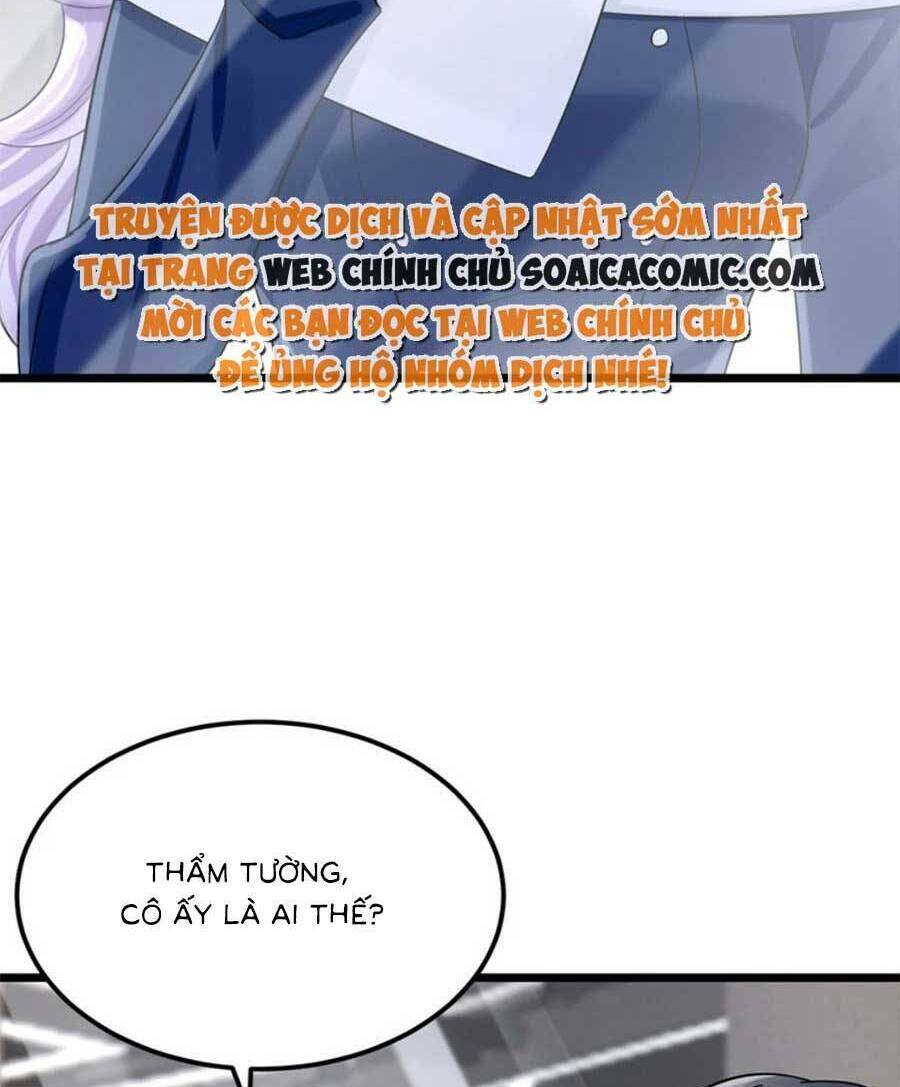 TRUYỆN ĐƯỢC DỊCH VÀ CẬP NHẬT SỚM NHẤT
TẠI TRANG WEB CHÍNH CHỦ SOAICACOMIC.COM
MỜI CÁC BẠN ĐỌC TẠI WEB CHÍNH CHỦ
ĐỂ ỦNG HỘ NHÓM DỊCH NHÉ!
THẨM TƯỜNG,
CÔ ẤY LÀ AI THẾ?